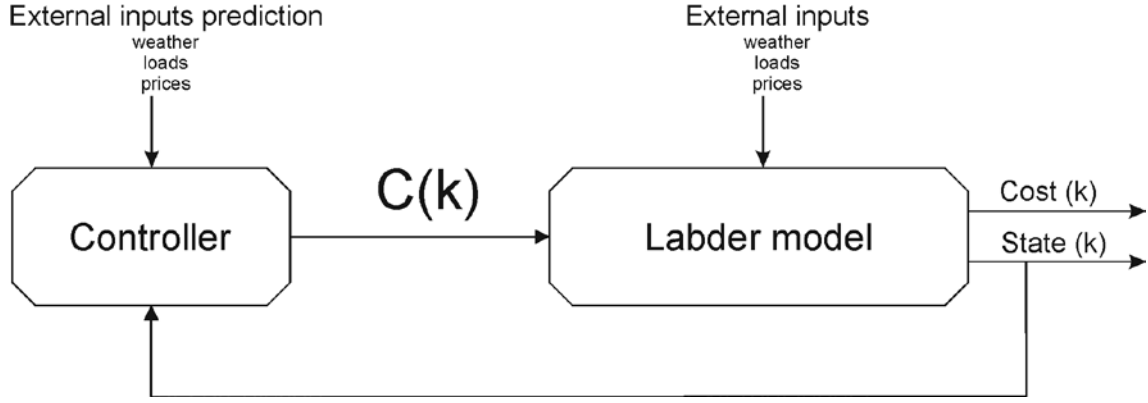 External inputs prediction
weather
loads
prices
External inputs
weather
loads
prices
Controller
C(k)
Labder model
Cost (k)
State (k)